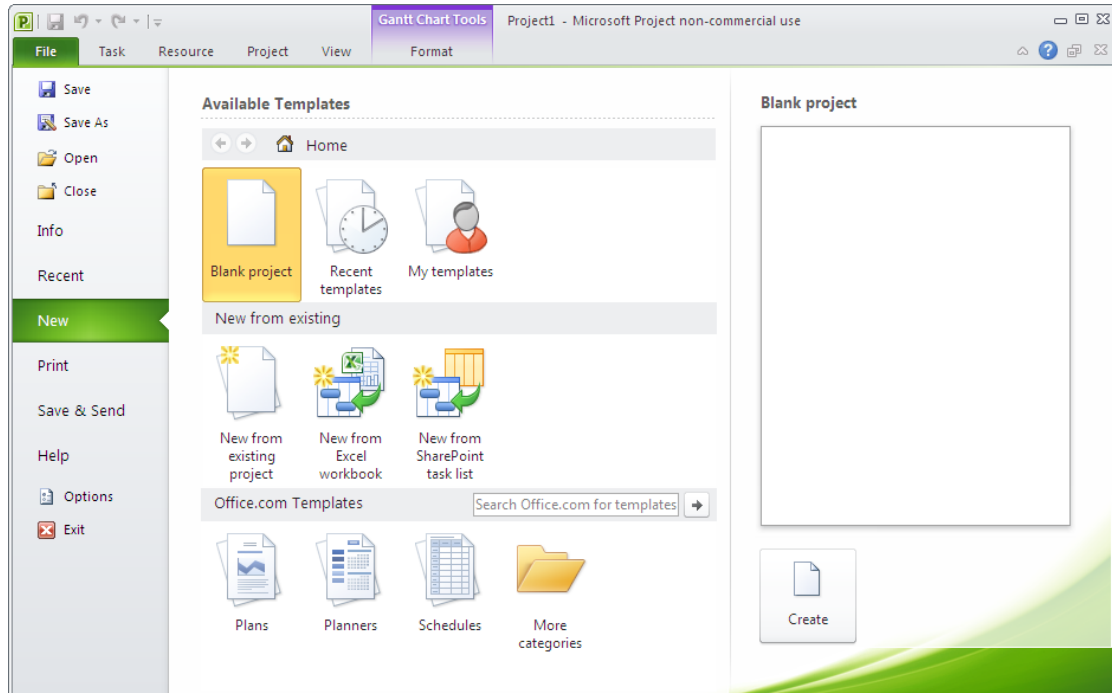 Gantt Chart Tools Project1 - Microsoft Project non-commercial use
File Task Resource Project View Format
Save
Save As
Open
Close
Info
Recent
New
Print
Save & Send
Help
Options
Exit
Available Templates
Home
Blank project
Recent
templates
My templates
New from existing
New from
existing
project
New from
Excel
workbook
New from
SharePoint
task list
Office.com Templates
Search Office.com for templates
Plans
Planners
Schedules
More
categories
Blank project
Create